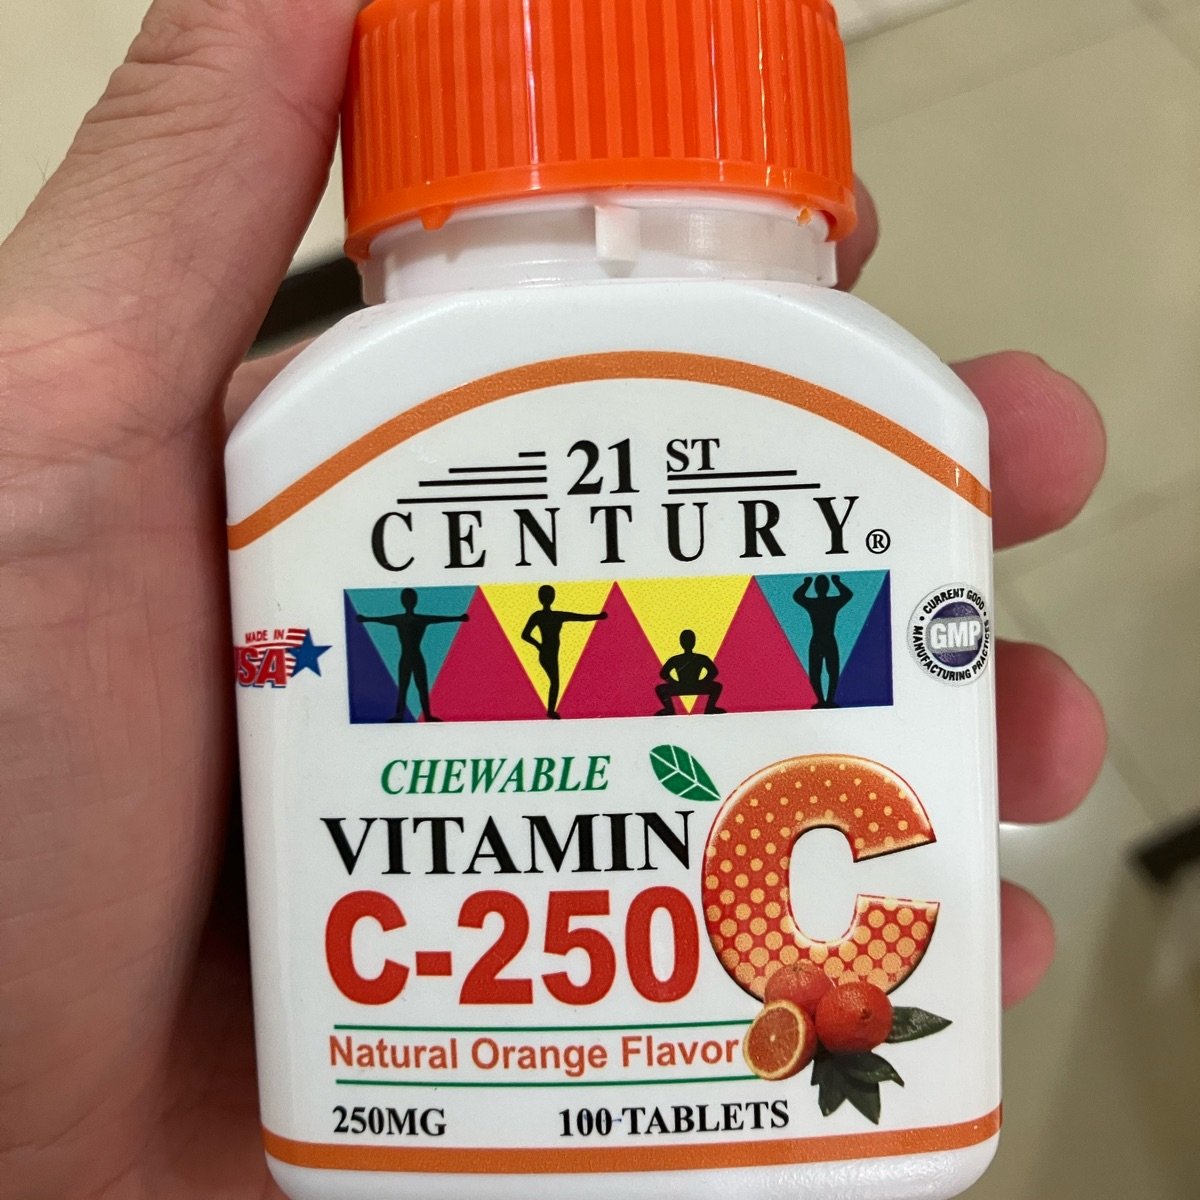 21 ST
CENTURY®
MADE IN
USA
CURRENT GOOD
MANUFACTURING PRACTICES
GMP
CHEWABLE
VITAMIN C
C-250
Natural Orange Flavor
250MG 100 TABLETS